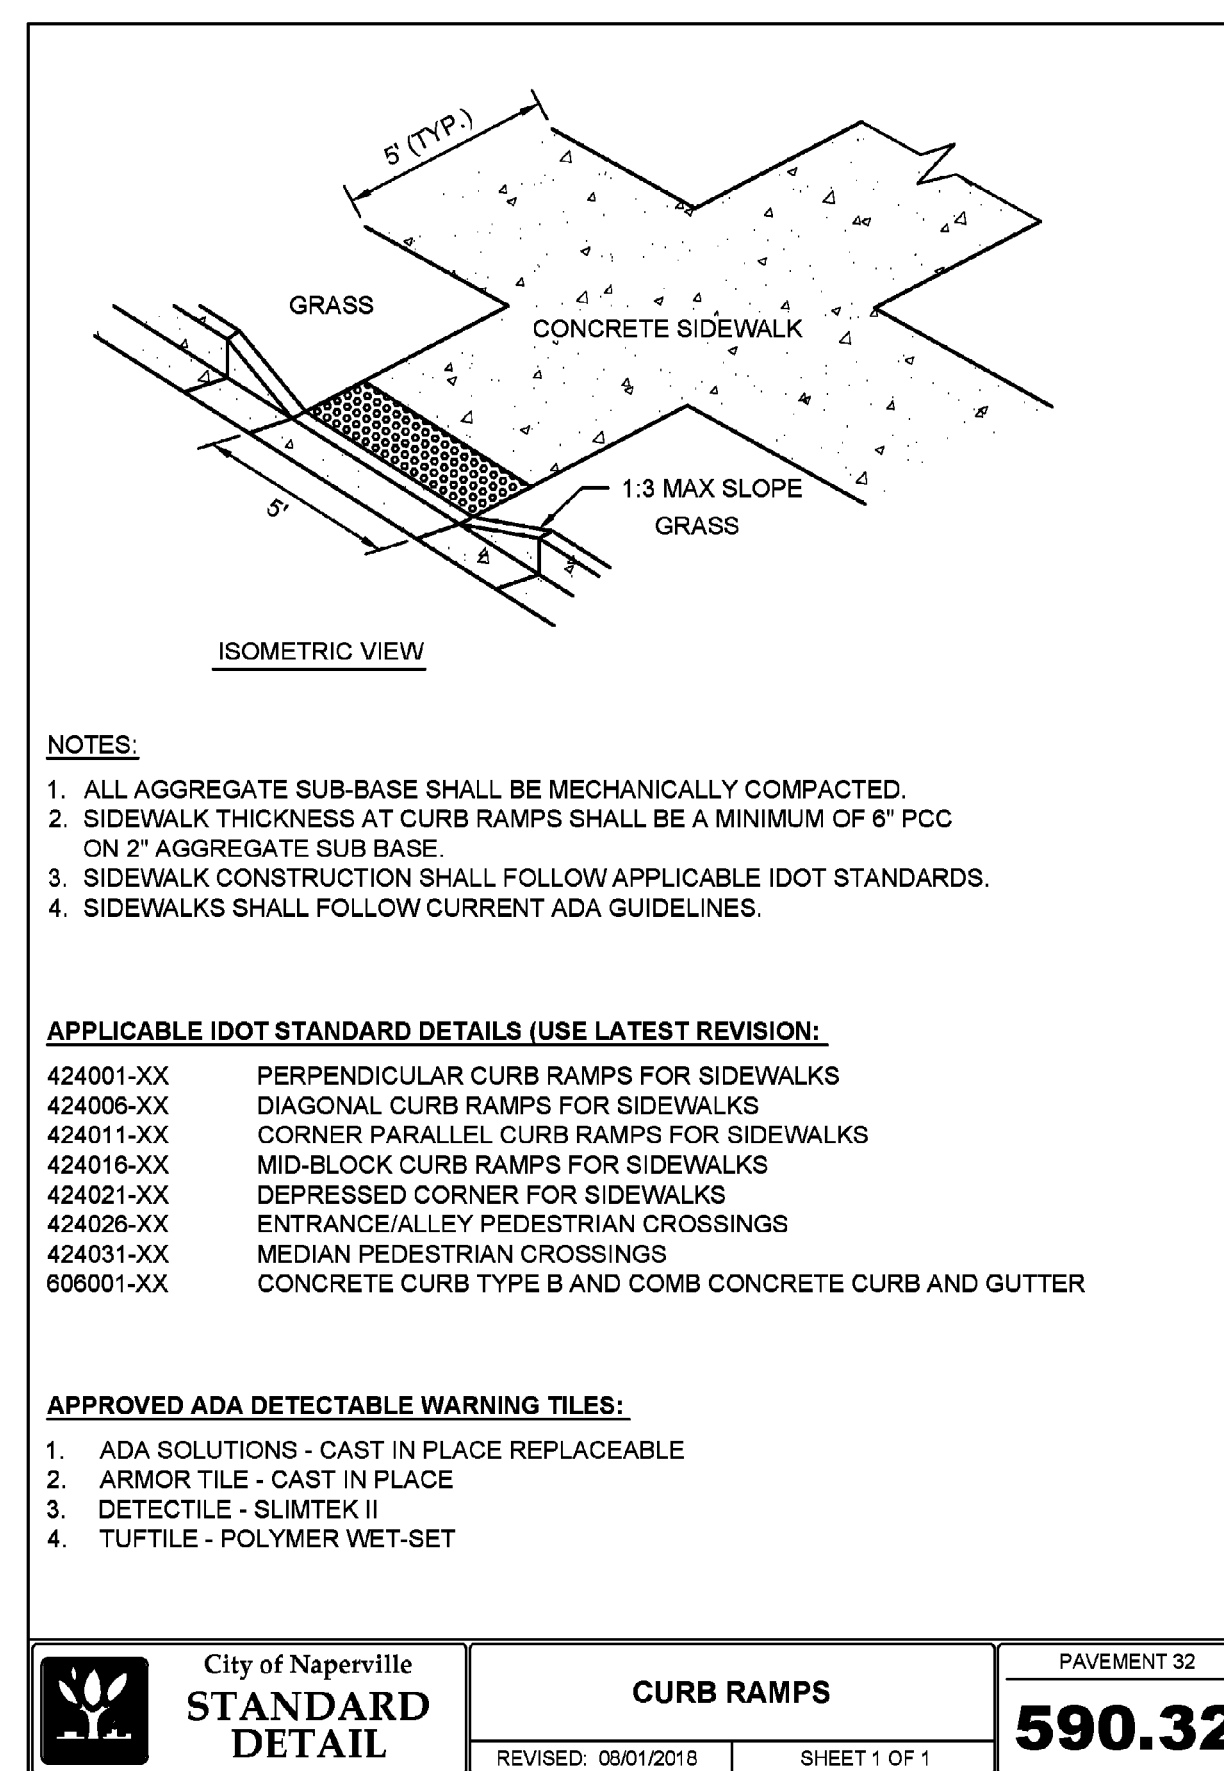 5' (TYP.)
GRASS
CONCRETE SIDEWALK
5'
1:3 MAX SLOPE
GRASS
ISOMETRIC VIEW
NOTES:
1. ALL AGGREGATE SUB-BASE SHALL BE MECHANICALLY COMPACTED.
2. SIDEWALK THICKNESS AT CURB RAMPS SHALL BE A MINIMUM OF 6" PCC
ON 2" AGGREGATE SUB BASE.
3. SIDEWALK CONSTRUCTION SHALL FOLLOW APPLICABLE IDOT STANDARDS.
4. SIDEWALKS SHALL FOLLOW CURRENT ADA GUIDELINES.
APPLICABLE IDOT STANDARD DETAILS (USE LATEST REVISION:
424001-XX PERPENDICULAR CURB RAMPS FOR SIDEWALKS
424006-XX DIAGONAL CURB RAMPS FOR SIDEWALKS
424011-XX CORNER PARALLEL CURB RAMPS FOR SIDEWALKS
424016-XX MID-BLOCK CURB RAMPS FOR SIDEWALKS
424021-XX DEPRESSED CORNER FOR SIDEWALKS
424026-XX ENTRANCE/ALLEY PEDESTRIAN CROSSINGS
424031-XX MEDIAN PEDESTRIAN CROSSINGS
606001-XX CONCRETE CURB TYPE B AND COMB CONCRETE CURB AND GUTTER
APPROVED ADA DETECTABLE WARNING TILES:
1. ADA SOLUTIONS - CAST IN PLACE REPLACEABLE
2. ARMOR TILE - CAST IN PLACE
3. DETECTILE - SLIMTEK II
4. TUFTILE - POLYMER WET-SET
City of Naperville
STANDARD
DETAIL
CURB RAMPS
REVISED: 08/01/2018
SHEET 1 OF 1
PAVEMENT 32
590.32